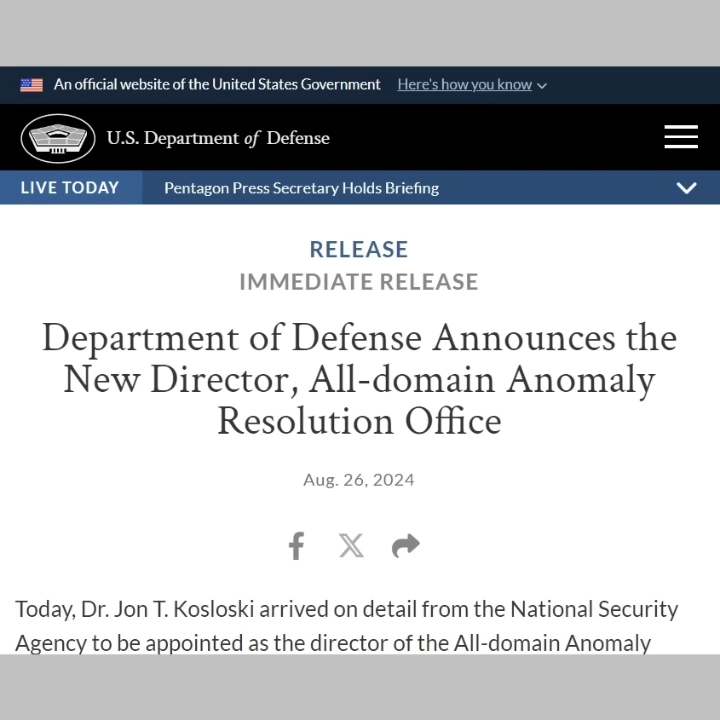 An official website of the United States Government Here's how you know
U.S. Department of Defense
LIVE TODAY Pentagon Press Secretary Holds Briefing
RELEASE
IMMEDIATE RELEASE
Department of Defense Announces the
New Director, All-domain Anomaly
Resolution Office
Aug. 26, 2024
Today, Dr. Jon T. Kosloski arrived on detail from the National Security
Agency to be appointed as the director of the All-domain Anomaly